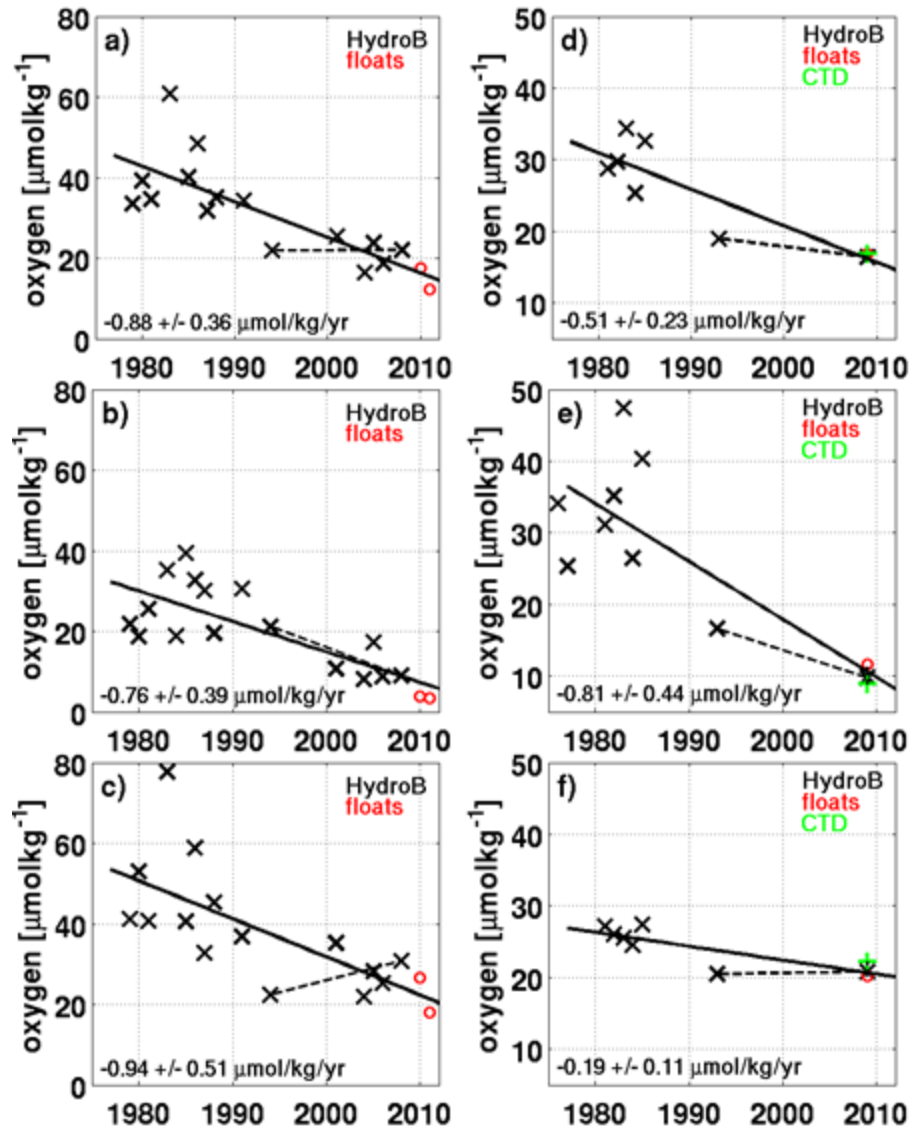 80
60
40
20
0
oxygen [μmolkg⁻¹]
a)
HydroB
floats
-0.88 +/- 0.36 μmol/kg/yr
1980 1990 2000 2010
50
40
30
20
10
oxygen [μmolkg⁻¹]
d)
HydroB
floats
CTD
-0.51 +/- 0.23 μmol/kg/yr
1980 1990 2000 2010
80
60
40
20
0
oxygen [μmolkg⁻¹]
b)
HydroB
floats
-0.76 +/- 0.39 μmol/kg/yr
1980 1990 2000 2010
50
40
30
20
10
oxygen [μmolkg⁻¹]
e)
HydroB
floats
CTD
-0.81 +/- 0.44 μmol/kg/yr
1980 1990 2000 2010
80
60
40
20
0
oxygen [μmolkg⁻¹]
c)
HydroB
floats
-0.94 +/- 0.51 μmol/kg/yr
1980 1990 2000 2010
50
40
30
20
10
oxygen [μmolkg⁻¹]
f)
HydroB
floats
CTD
-0.19 +/- 0.11 μmol/kg/yr
1980 1990 2000 2010